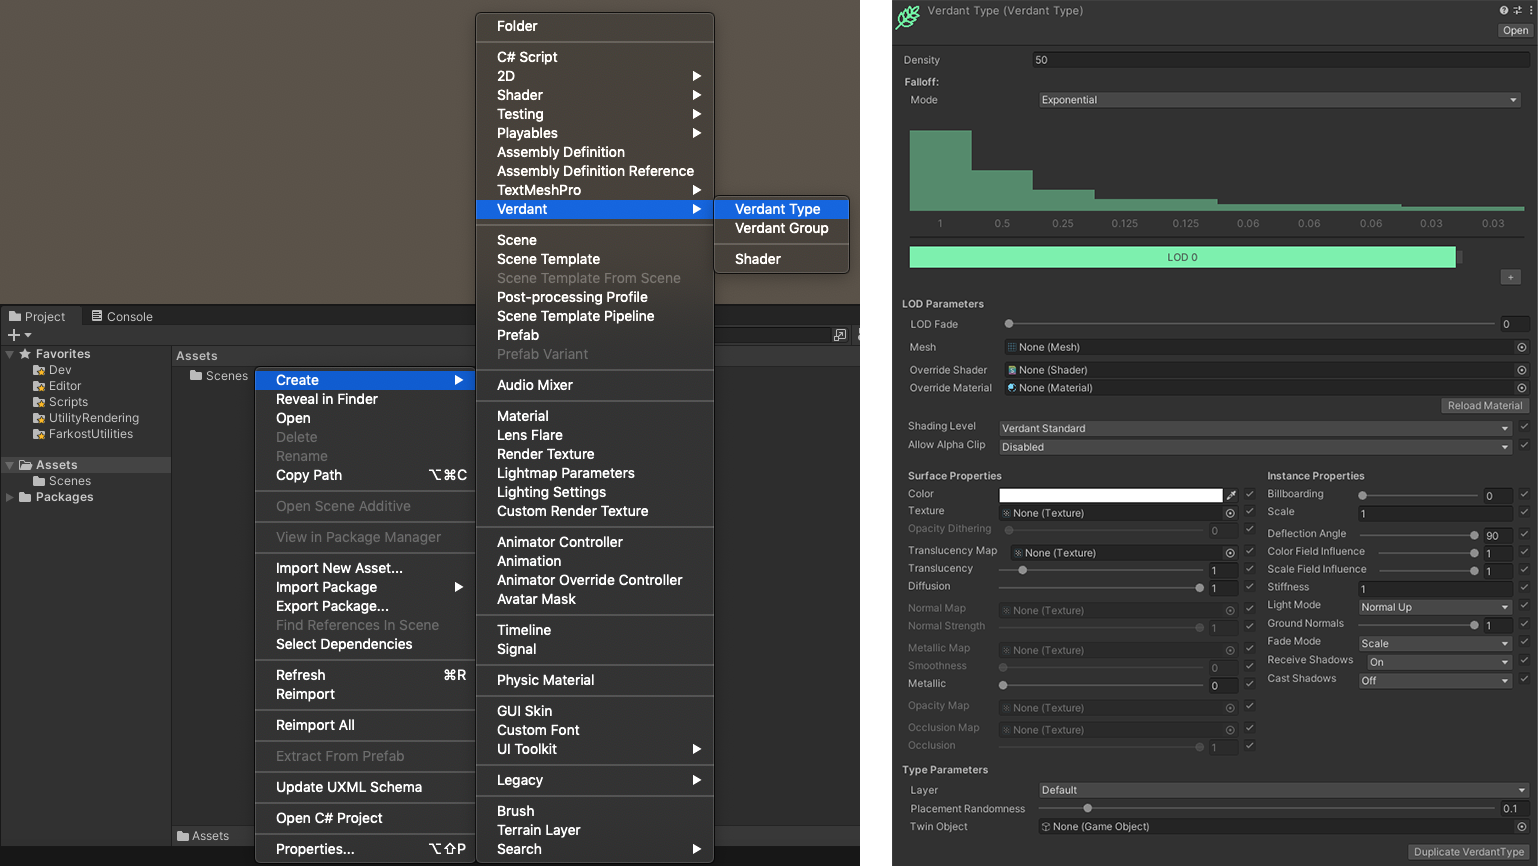 Folder
C# Script
2D
Shader
Testing
Playables
Assembly Definition
Assembly Definition Reference
TextMeshPro
Verdant
Scene
Scene Template
Scene Template From Scene
Post-processing Profile
Scene Template Pipeline
Prefab
Prefab Variant
Audio Mixer
Material
Lens Flare
Render Texture
Lightmap Parameters
Lighting Settings
Custom Render Texture
Animator Controller
Animation
Animator Override Controller
Avatar Mask
Timeline
Signal
Physic Material
GUI Skin
Custom Font
UI Toolkit
Legacy
Brush
Terrain Layer
Search
Verdant Type
Verdant Group
Shader
Project Console
Favorites
Dev
Editor
Scripts
UtilityRendering
FarkostUtilities
Assets
Scenes
Packages
Assets
Scenes
Create
Reveal in Finder
Open
Delete
Rename
Copy Path ⌥⌘C
Open Scene Additive
View in Package Manager
Import New Asset...
Import Package
Export Package...
Find References In Scene
Select Dependencies
Refresh ⌘R
Reimport
Reimport All
Extract From Prefab
Update UXML Schema
Open C# Project
Properties... ⌥⇧P
Assets
Verdant Type (Verdant Type)
Open
Density 50
Falloff:
Mode Exponential
1 0.5 0.25 0.125 0.125 0.06 0.06 0.06 0.03 0.03
LOD 0
+
LOD Parameters
LOD Fade 0
Mesh None (Mesh)
Override Shader None (Shader)
Override Material None (Material)
Reload Material
Shading Level Verdant Standard
Allow Alpha Clip Disabled
Surface Properties
Color
Texture None (Texture)
Opacity Dithering 0
Translucency Map None (Texture)
Translucency 1
Diffusion 1
Normal Map None (Texture)
Normal Strength 1
Metallic Map None (Texture)
Smoothness 0
Metallic 0
Opacity Map None (Texture)
Occlusion Map None (Texture)
Occlusion 1
Instance Properties
Billboarding 0
Scale 1
Deflection Angle 90
Color Field Influence 1
Scale Field Influence 1
Stiffness 1
Light Mode Normal Up
Ground Normals 1
Fade Mode Scale
Receive Shadows On
Cast Shadows Off
Type Parameters
Layer Default
Placement Randomness 0.1
Twin Object None (Game Object)
Duplicate VerdantType